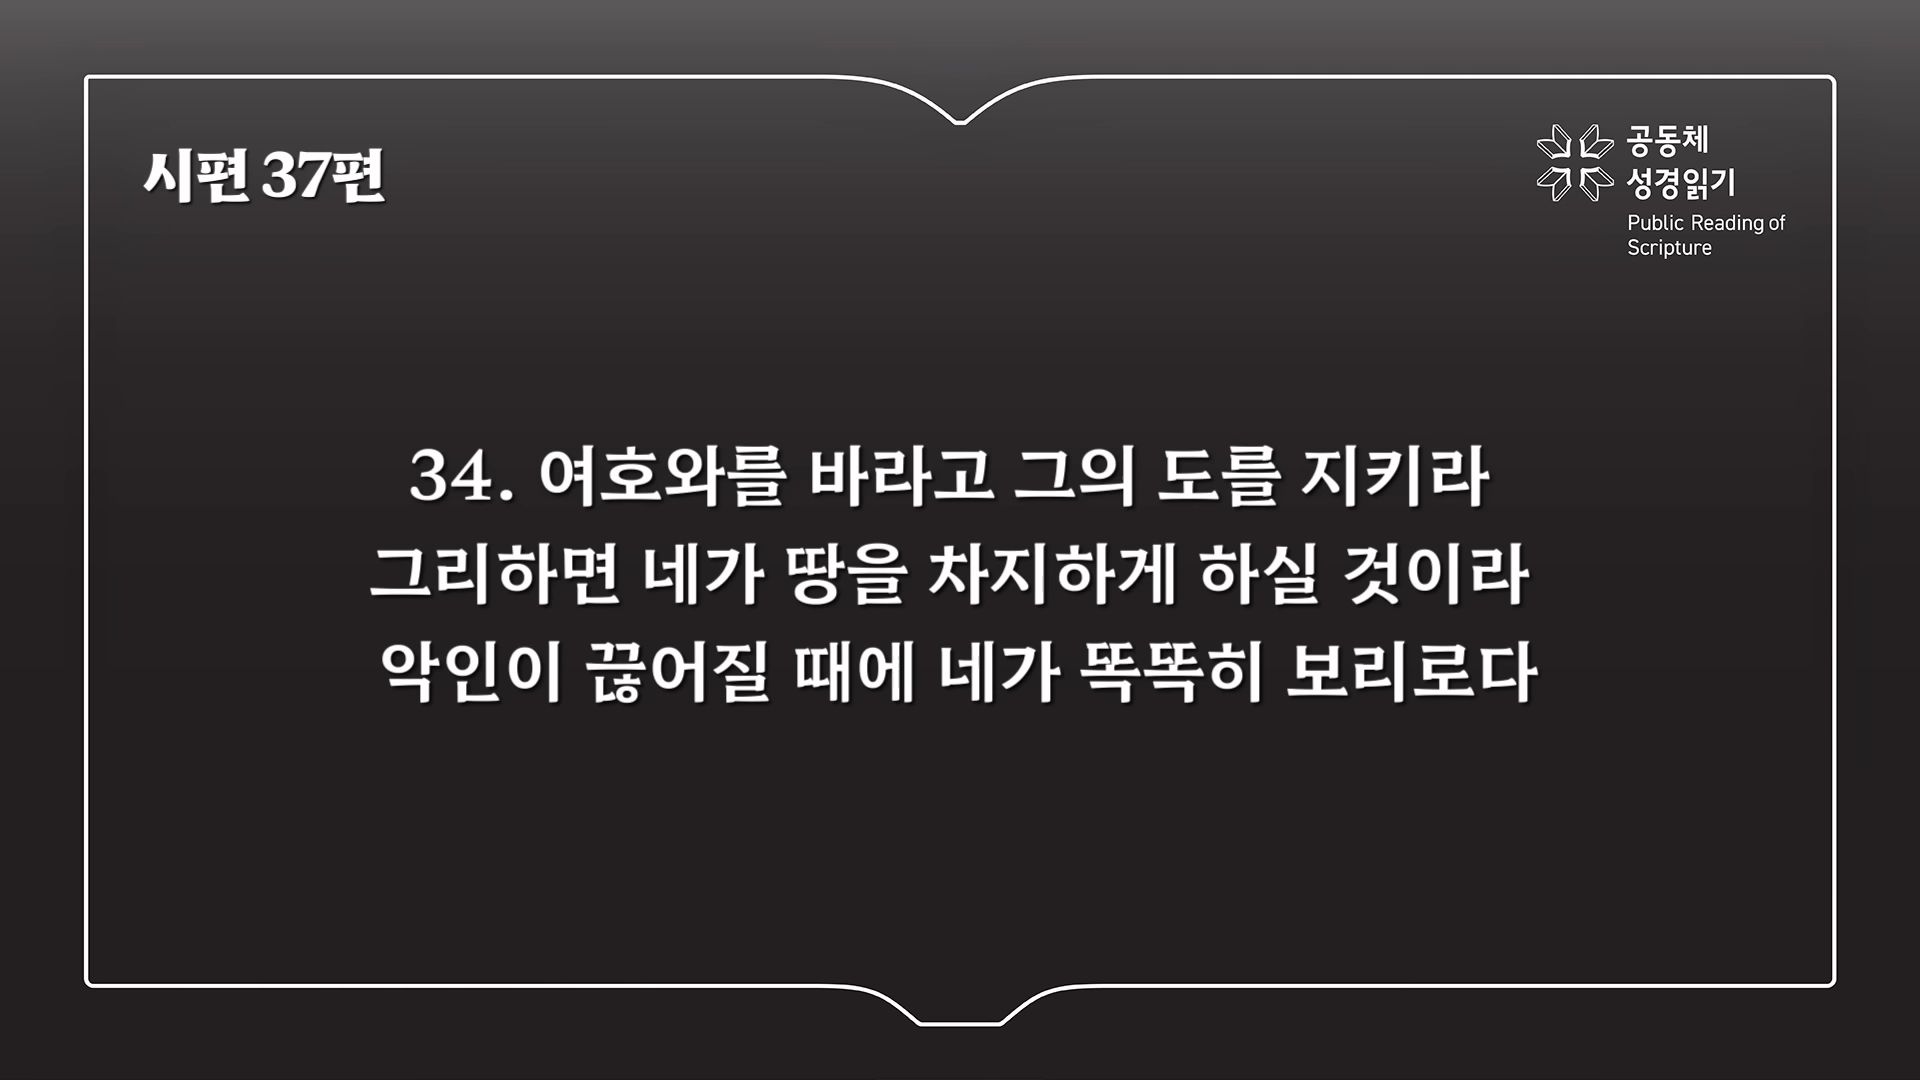 시편 37편
공동체
성경읽기
Public Reading of
Scripture
34. 여호와를 바라고 그의 도를 지키라
그리하면 네가 땅을 차지하게 하실 것이라
악인이 끊어질 때에 네가 똑똑히 보리로다